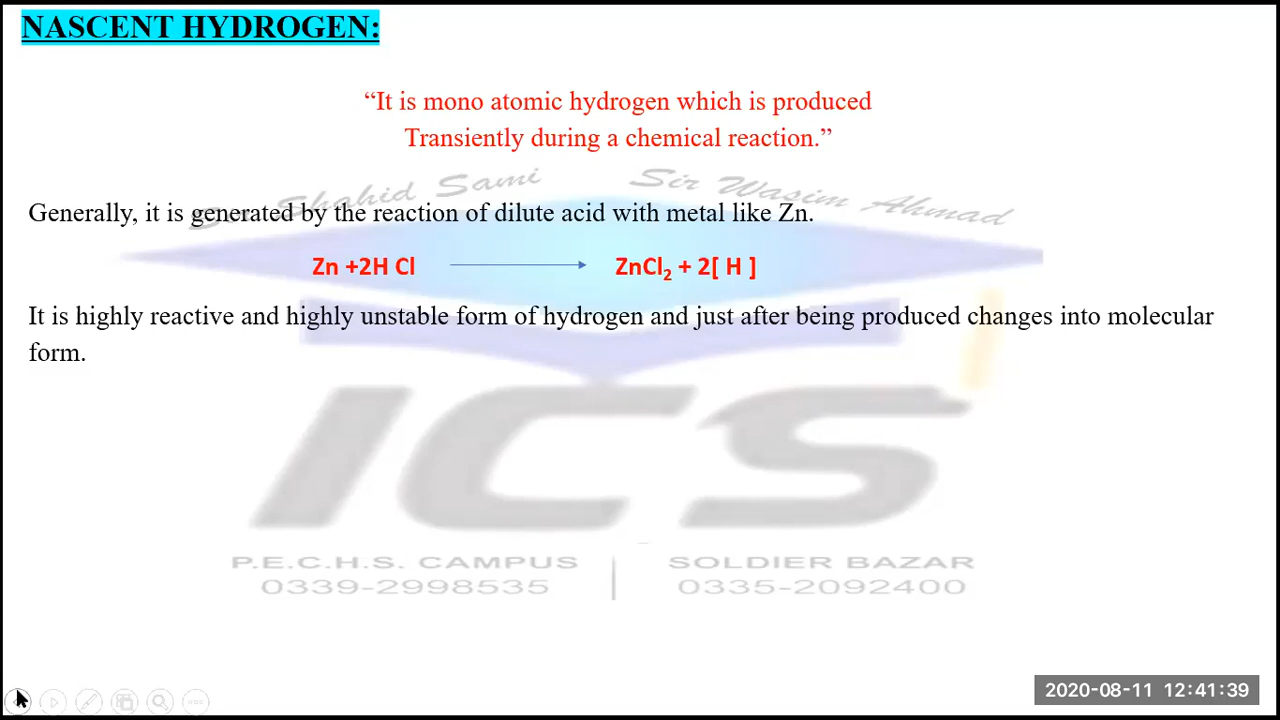 NASCENT HYDROGEN:
“It is mono atomic hydrogen which is produced
Transiently during a chemical reaction.”
Shahid Sami Sir Wasim Ahmad
Generally, it is generated by the reaction of dilute acid with metal like Zn.
Zn +2H Cl ZnCl₂ + 2[ H ]
It is highly reactive and highly unstable form of hydrogen and just after being produced changes into molecular
form.
ICS
P.E.C.H.S. CAMPUS SOLDIER BAZAR
0339-2998535 0335-2092400
2020-08-11 12:41:39